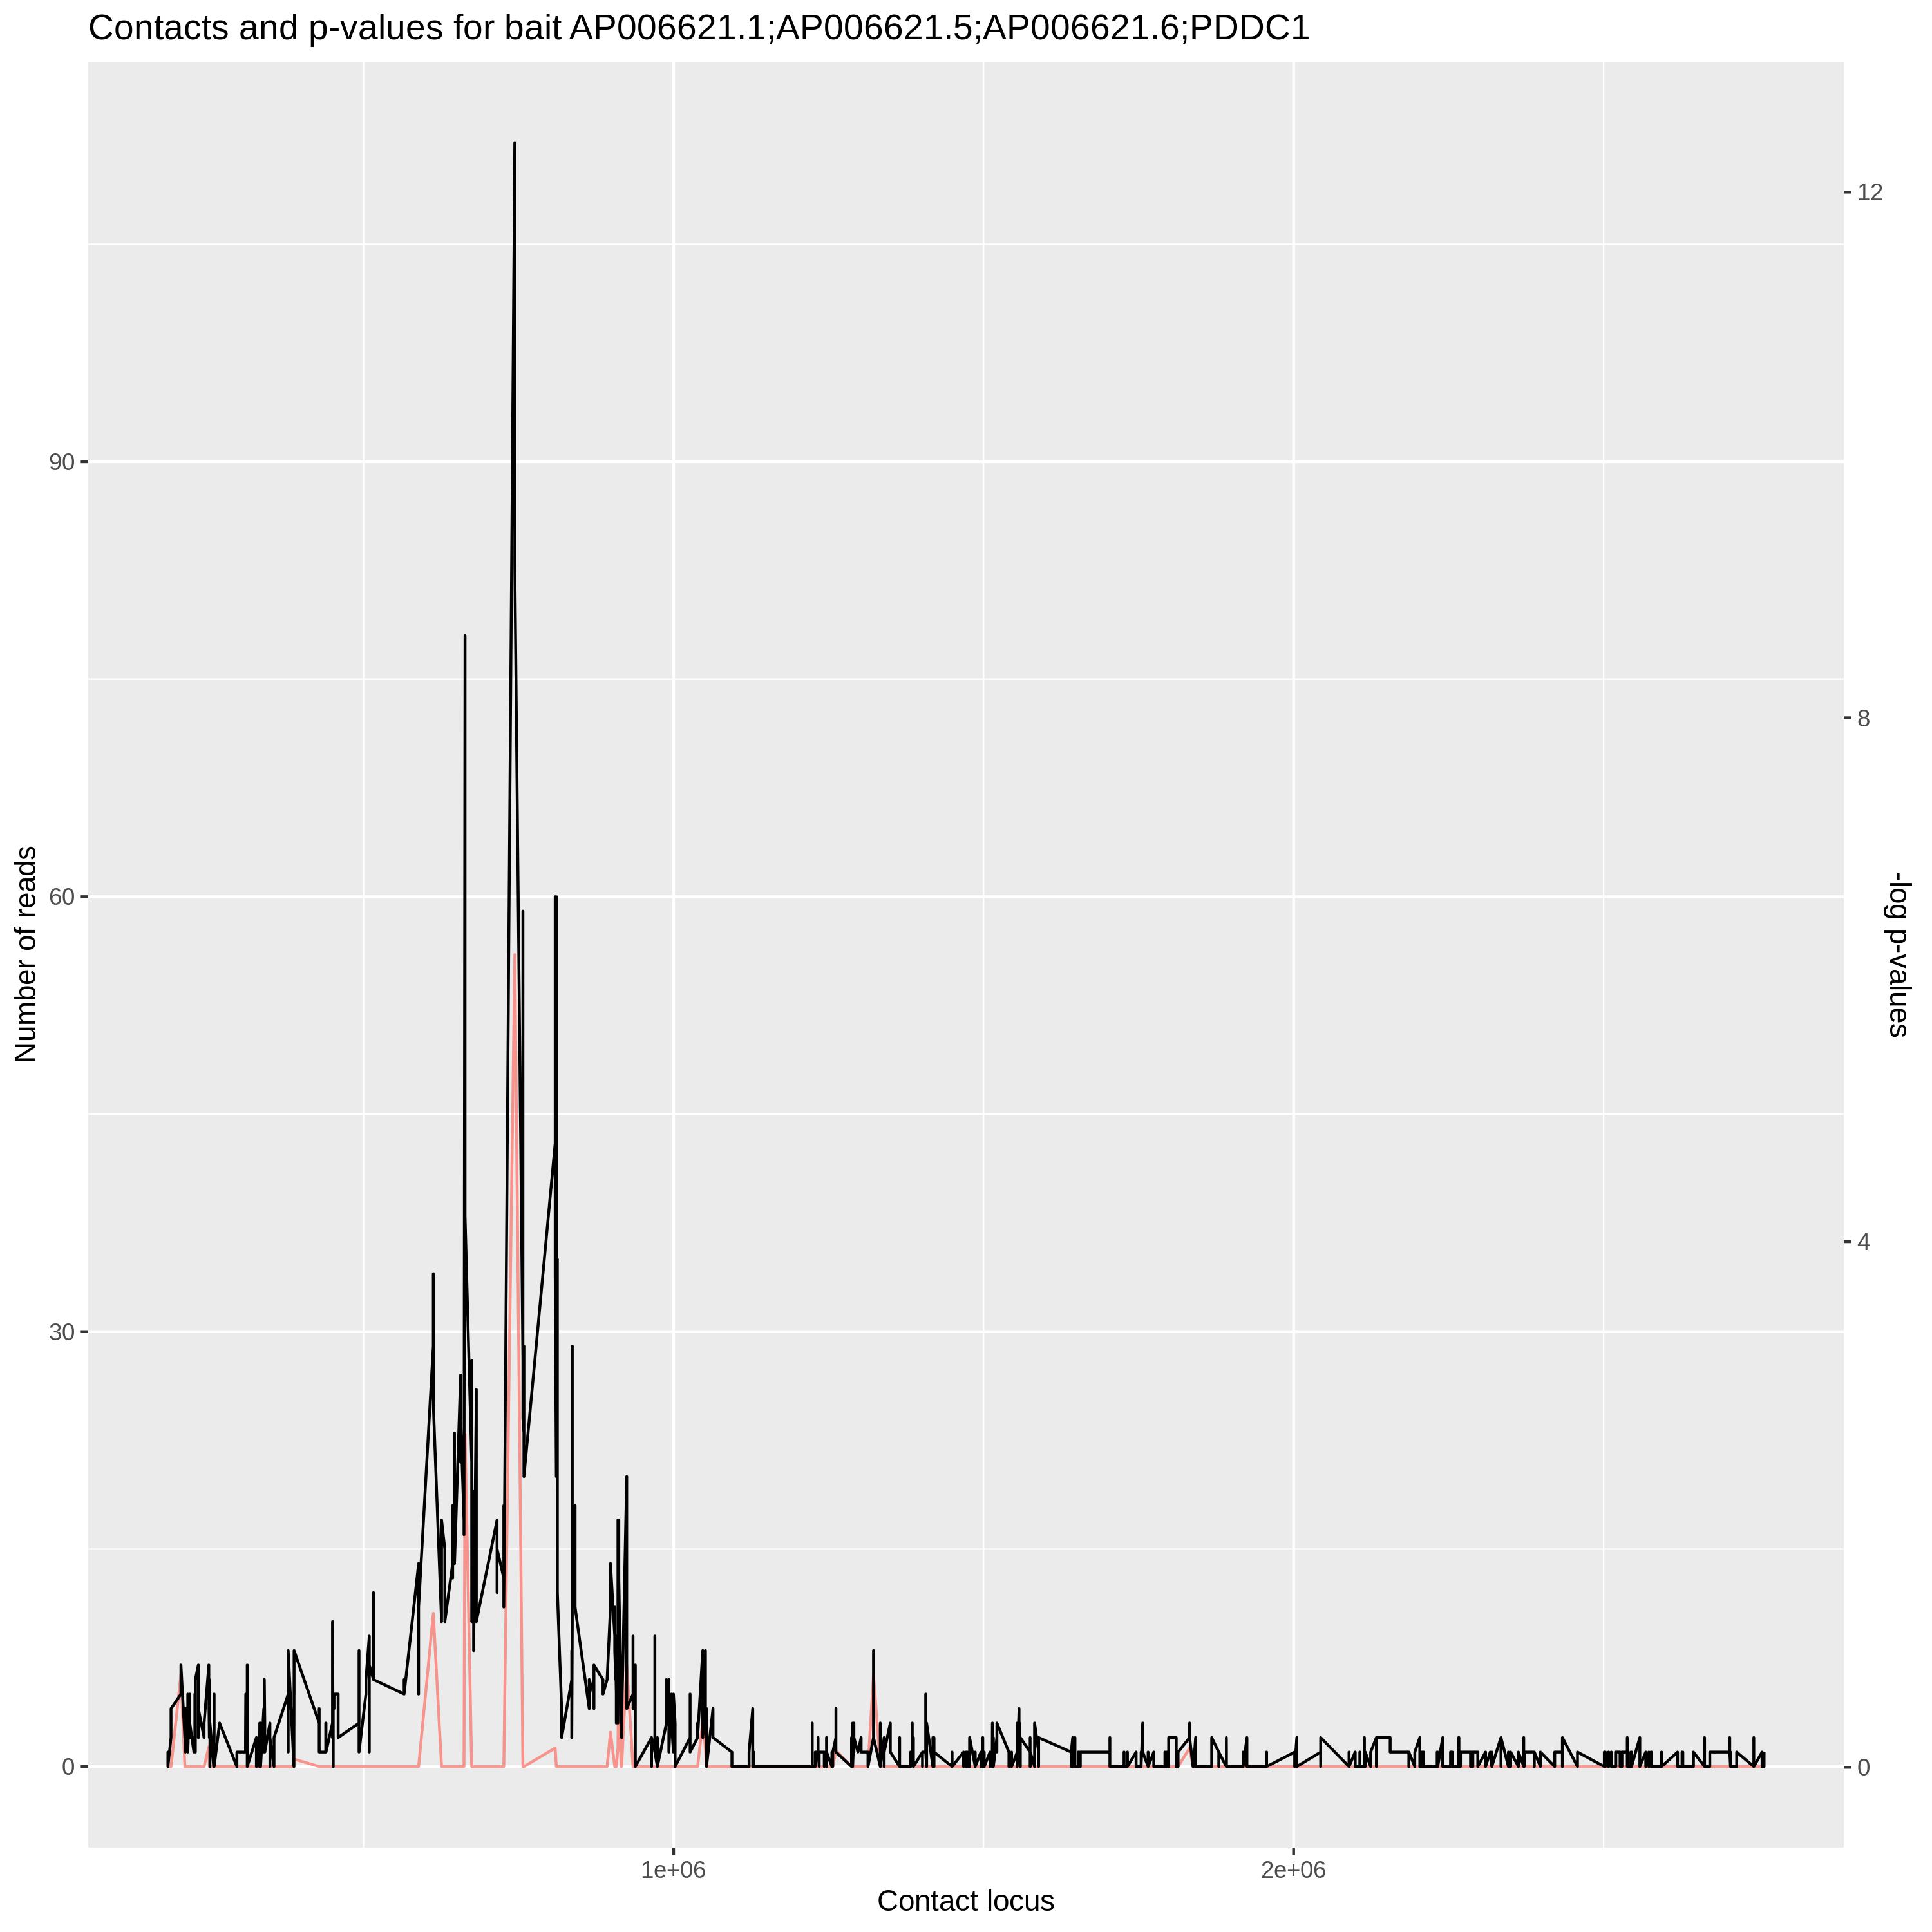 Contacts and p-values for bait AP006621.1;AP006621.5;AP006621.6;PDDC1
12
90
8
Number of reads
60
-log p-values
4
30
0
0
1e+06
2e+06
Contact locus